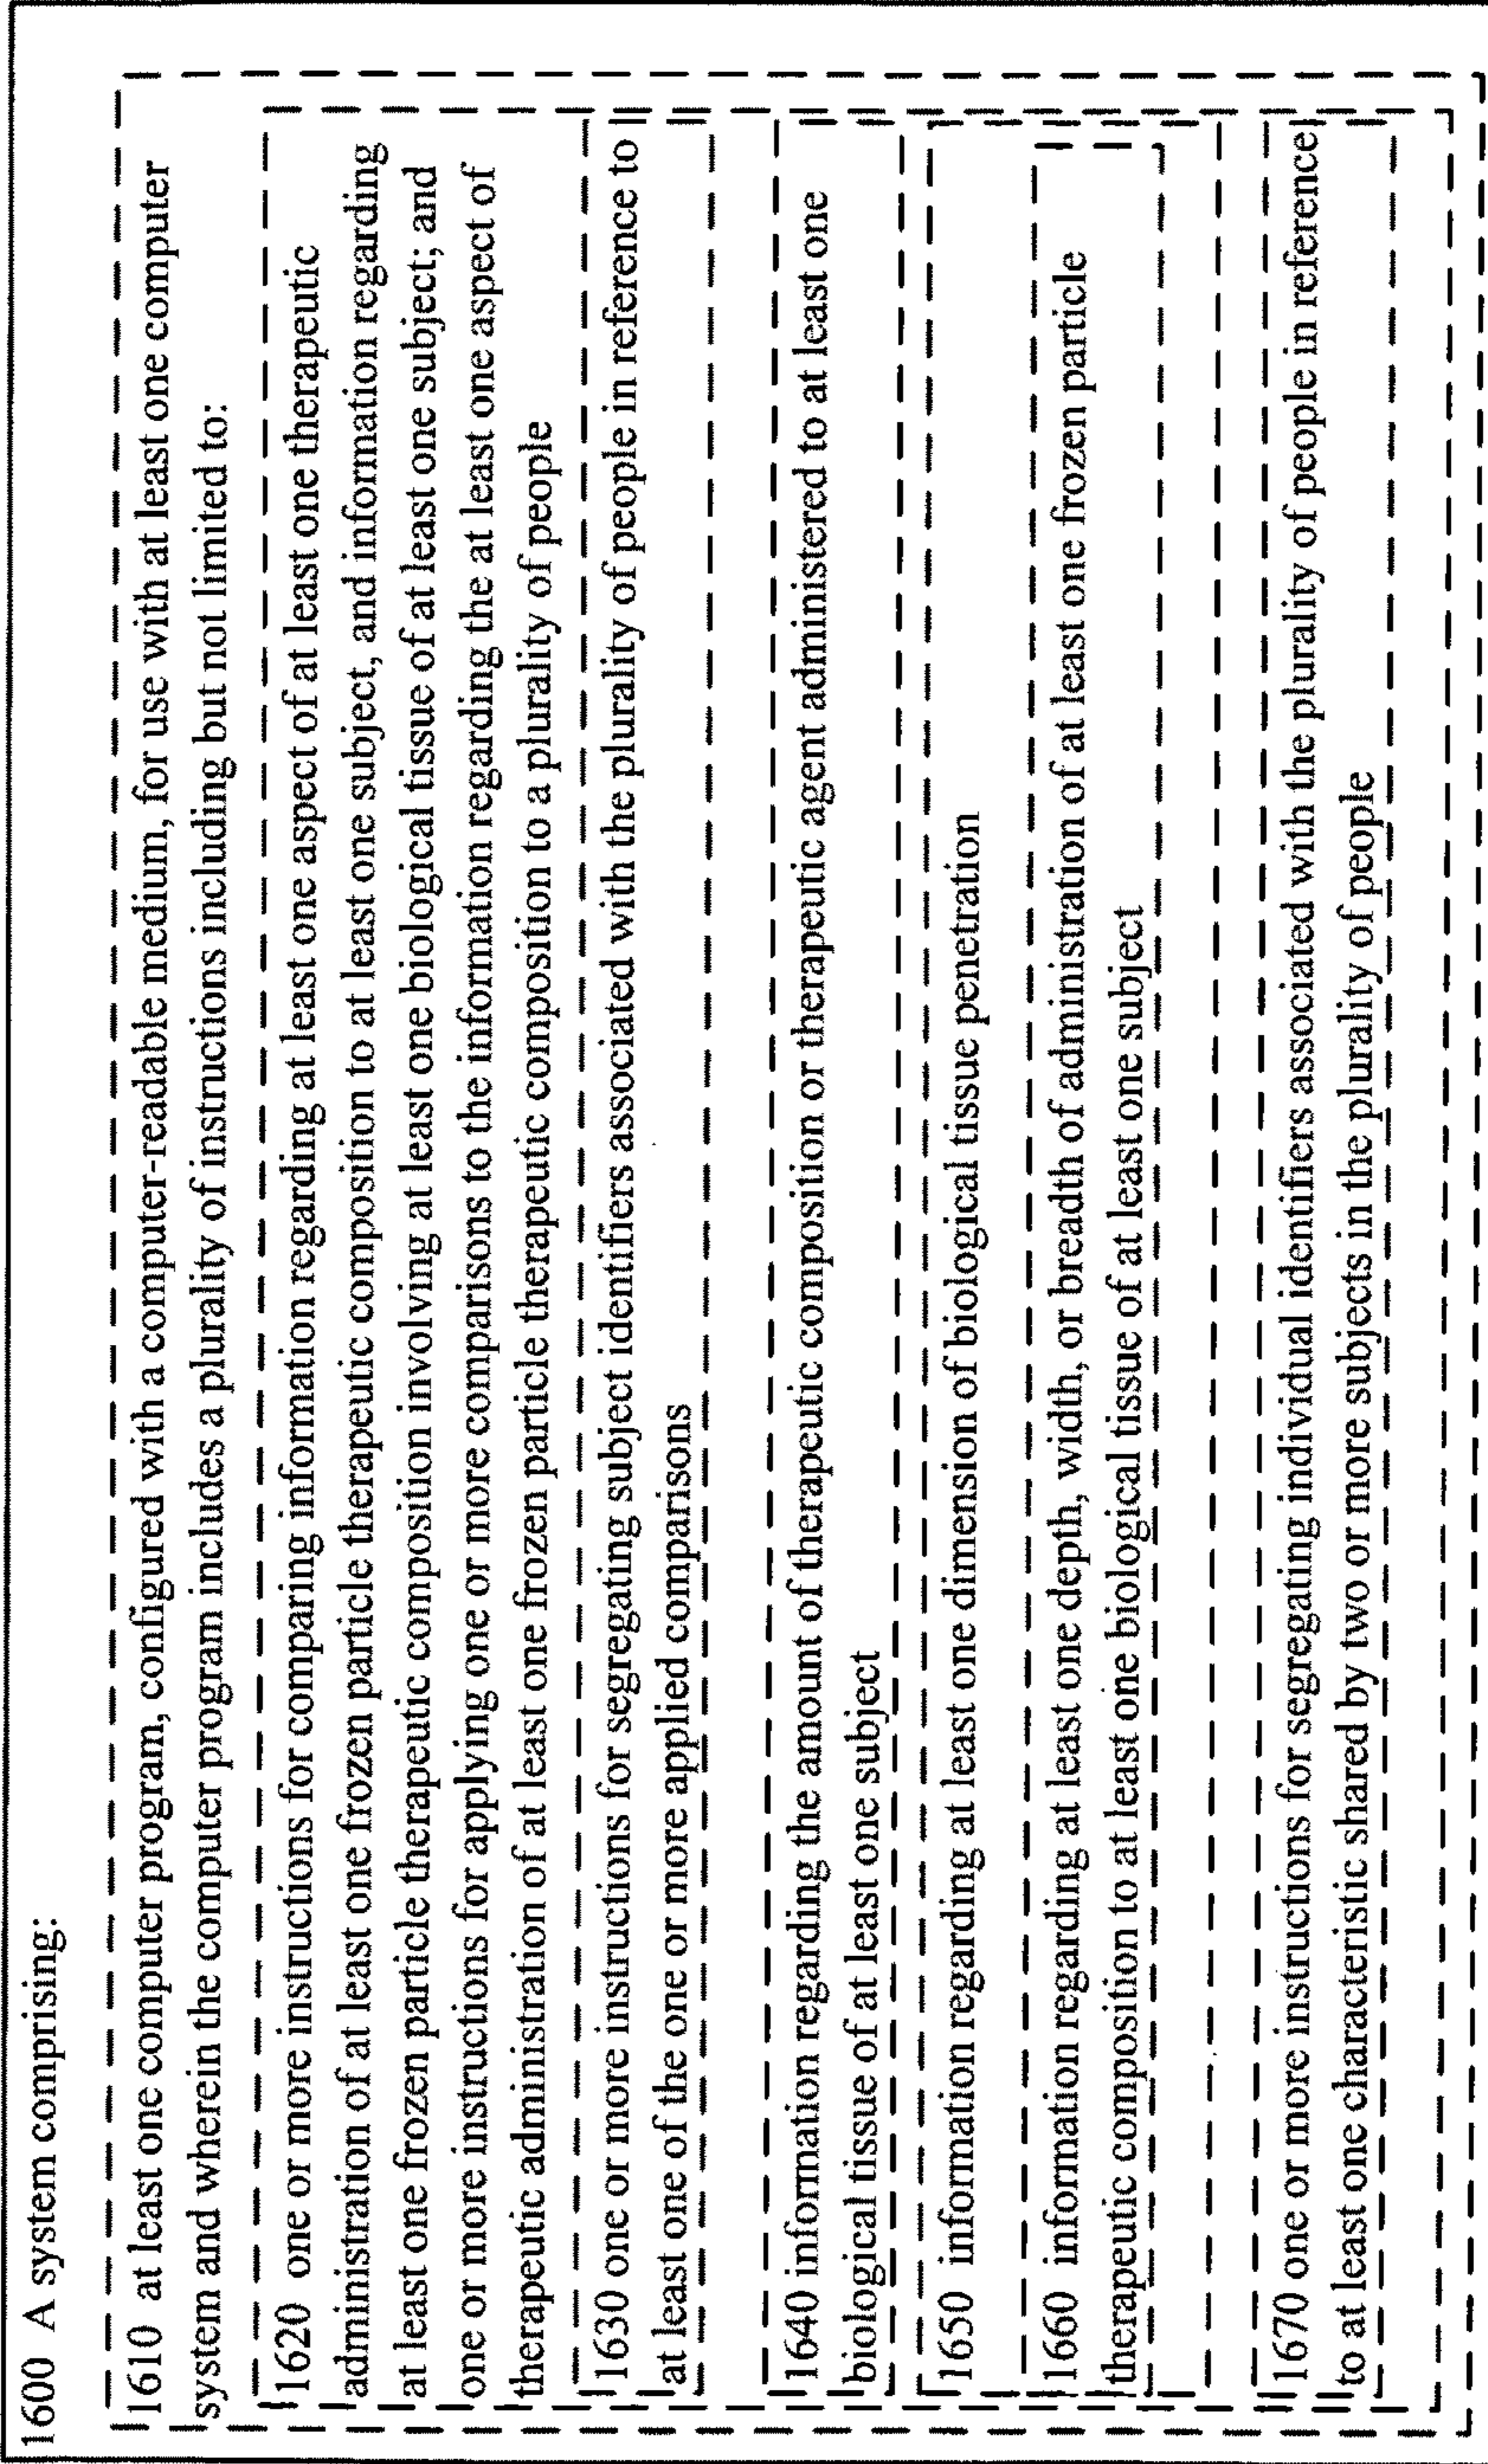 1600 A system comprising:
1610 at least one computer program, configured with a computer-readable medium, for use with at least one computer
system and wherein the computer program includes a plurality of instructions including but not limited to:
1620 one or more instructions for comparing information regarding at least one aspect of at least one therapeutic
administration of at least one frozen particle therapeutic composition to at least one subject, and information regarding
at least one frozen particle therapeutic composition involving at least one biological tissue of at least one subject; and
one or more instructions for applying one or more comparisons to the information regarding the at least one aspect of
therapeutic administration of at least one frozen particle therapeutic composition to a plurality of people
1630 one or more instructions for segregating subject identifiers associated with the plurality of people in reference to
at least one of the one or more applied comparisons
1640 information regarding the amount of therapeutic composition or therapeutic agent administered to at least one
biological tissue of at least one subject
1650 information regarding at least one dimension of biological tissue penetration
1660 information regarding at least one depth, width, or breadth of administration of at least one frozen particle
therapeutic composition to at least one biological tissue of at least one subject
1670 one or more instructions for segregating individual identifiers associated with the plurality of people in reference
to at least one characteristic shared by two or more subjects in the plurality of people